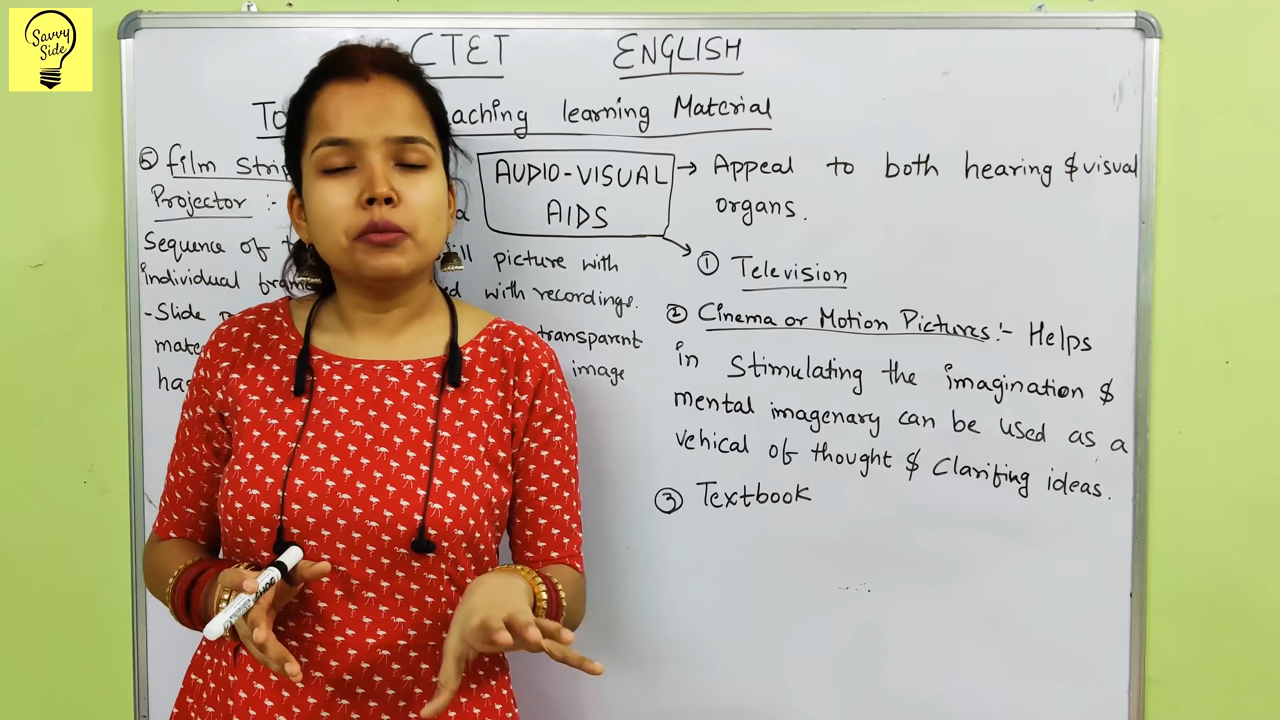 Savvy
Side
CTET ENGLISH
To aching learning Material
⑤ film Strip
Projector :-
Sequence of
individual frame
-Slide
mate
has
a
ill picture with
ed with recordings.
transparent
image
AUDIO-VISUAL
AIDS
→ Appeal to both hearing & visual
organs.
① Television
② Cinema or Motion Pictures :- Helps
in Stimulating the imagination &
mental imagenary can be used as a
vehical of thought & Clarifing ideas.
③ Textbook